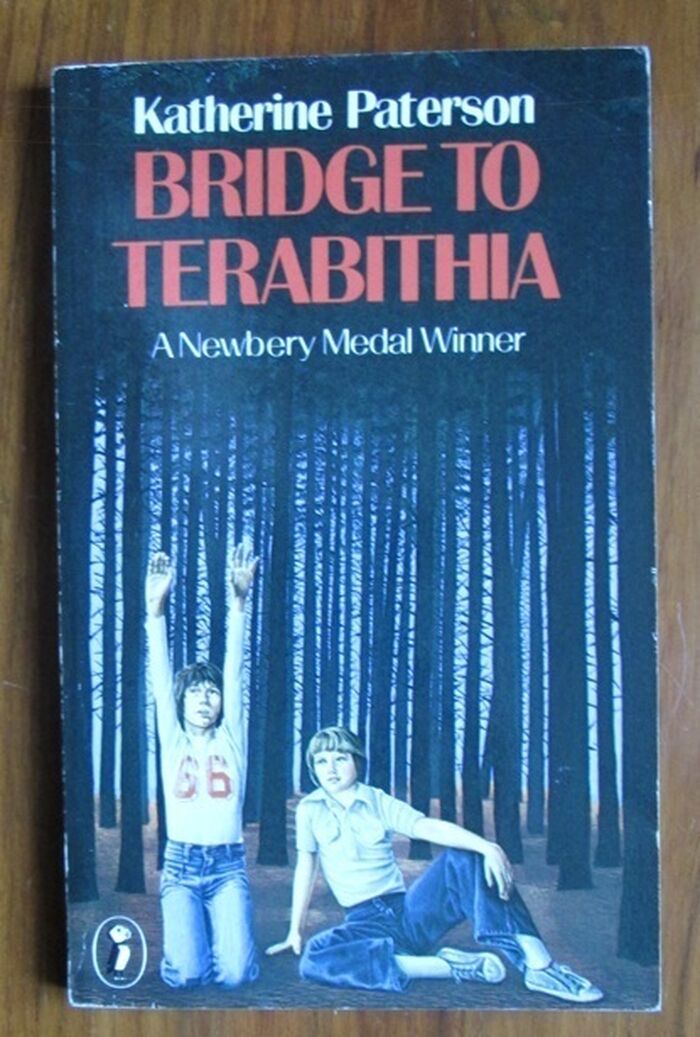 Katherine Paterson
BRIDGE TO
TERABITHIA
A Newbery Medal Winner
66